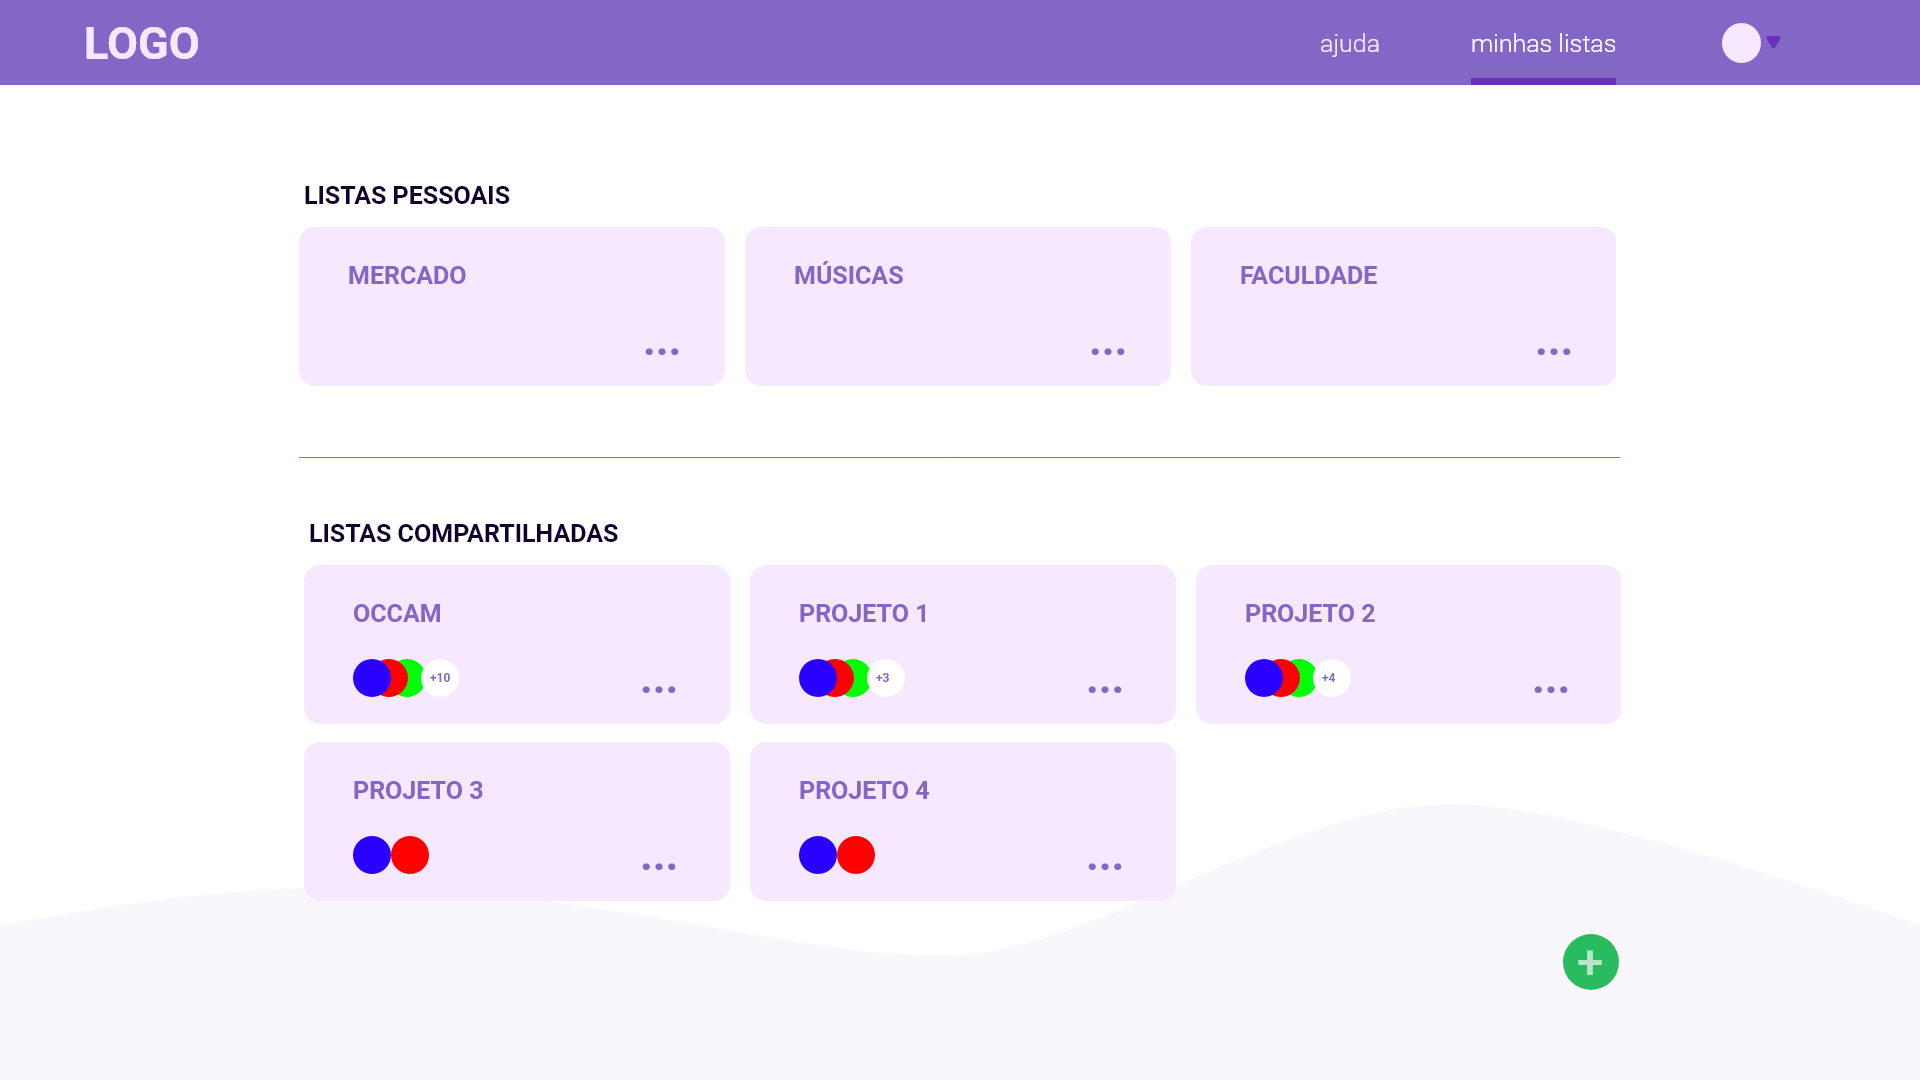 LOGO
ajuda
minhas listas
LISTAS PESSOAIS
MERCADO
MÚSICAS
FACULDADE
LISTAS COMPARTILHADAS
OCCAM
PROJETO 1
PROJETO 2
+10
+3
+4
PROJETO 3
PROJETO 4